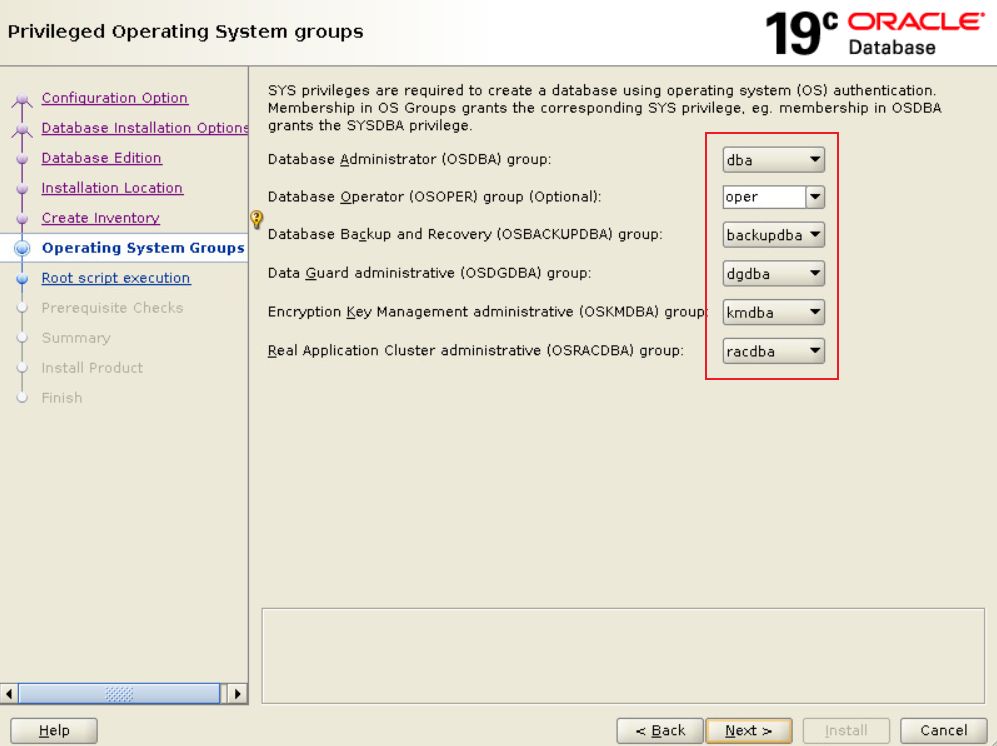 Privileged Operating System groups
19c ORACLE
Database
Configuration Option
Database Installation Options
Database Edition
Installation Location
Create Inventory
Operating System Groups
Root script execution
Prerequisite Checks
Summary
Install Product
Finish
SYS privileges are required to create a database using operating system (OS) authentication.
Membership in OS Groups grants the corresponding SYS privilege, eg. membership in OSDBA
grants the SYSDBA privilege.
Database Administrator (OSDBA) group: dba
Database Operator (OSOPER) group (Optional): oper
Database Backup and Recovery (OSBACKUPDBA) group: backupdba
Data Guard administrative (OSDGDBA) group: dgdba
Encryption Key Management administrative (OSKMDBA) group: kmdba
Real Application Cluster administrative (OSRACDBA) group: racdba
Help < Back Next > Install Cancel